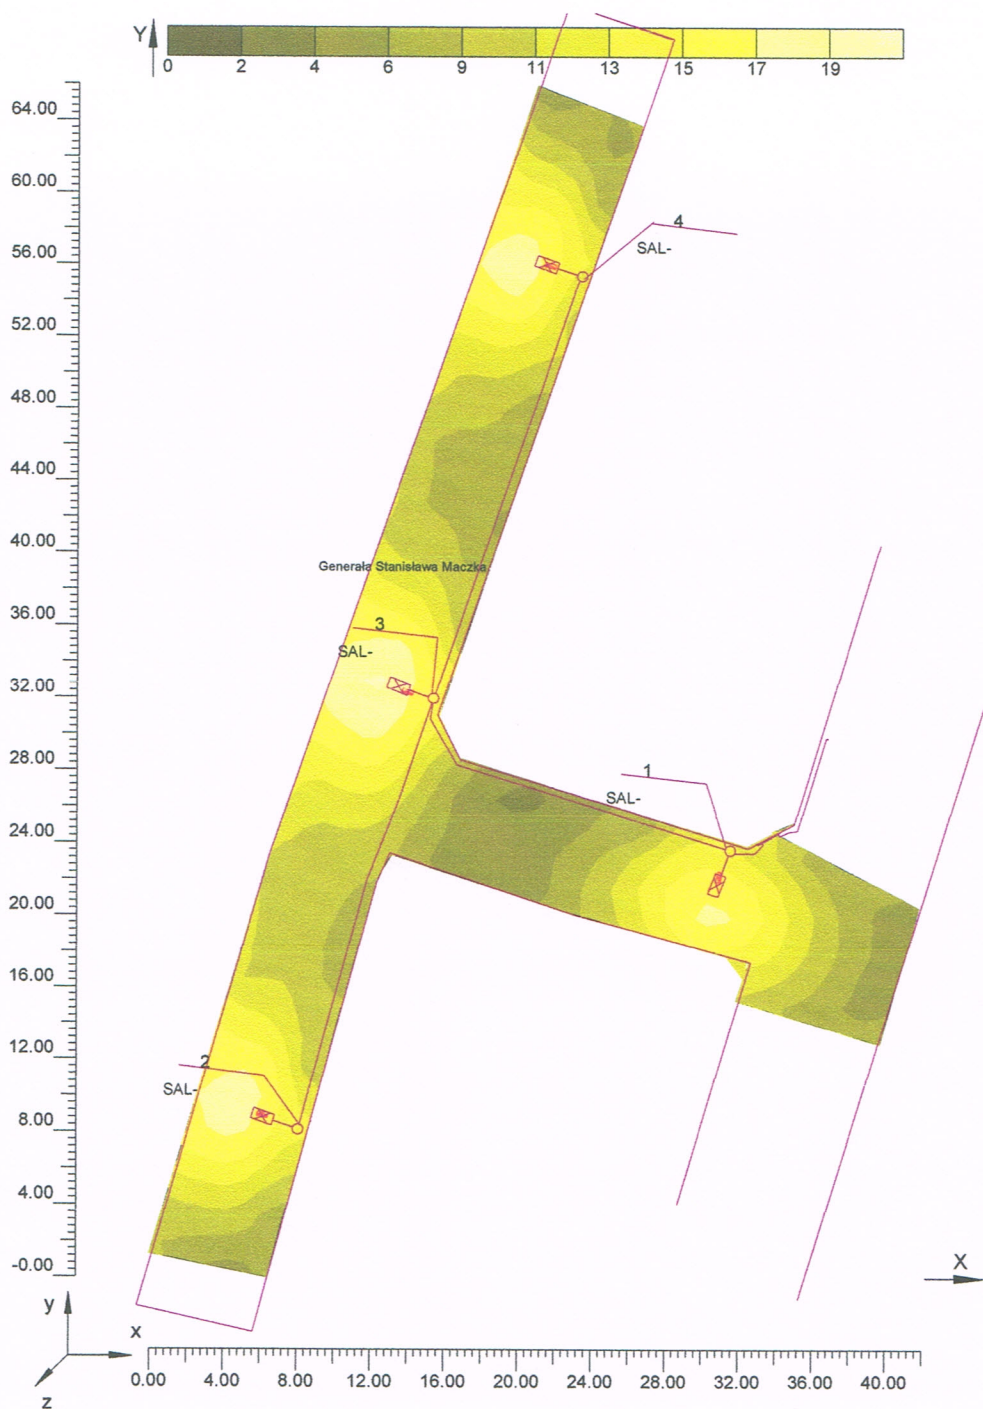 Y
0 2 4 6 9 11 13 15 17 19
64.00
60.00
56.00
52.00
48.00
44.00
40.00
36.00
32.00
28.00
24.00
20.00
16.00
12.00
8.00
4.00
-0.00
4
SAL-
Generała Stanisława Maczka
3
SAL-
1
SAL-
2
SAL-
X
y
x
z
0.00 4.00 8.00 12.00 16.00 20.00 24.00 28.00 32.00 36.00 40.00